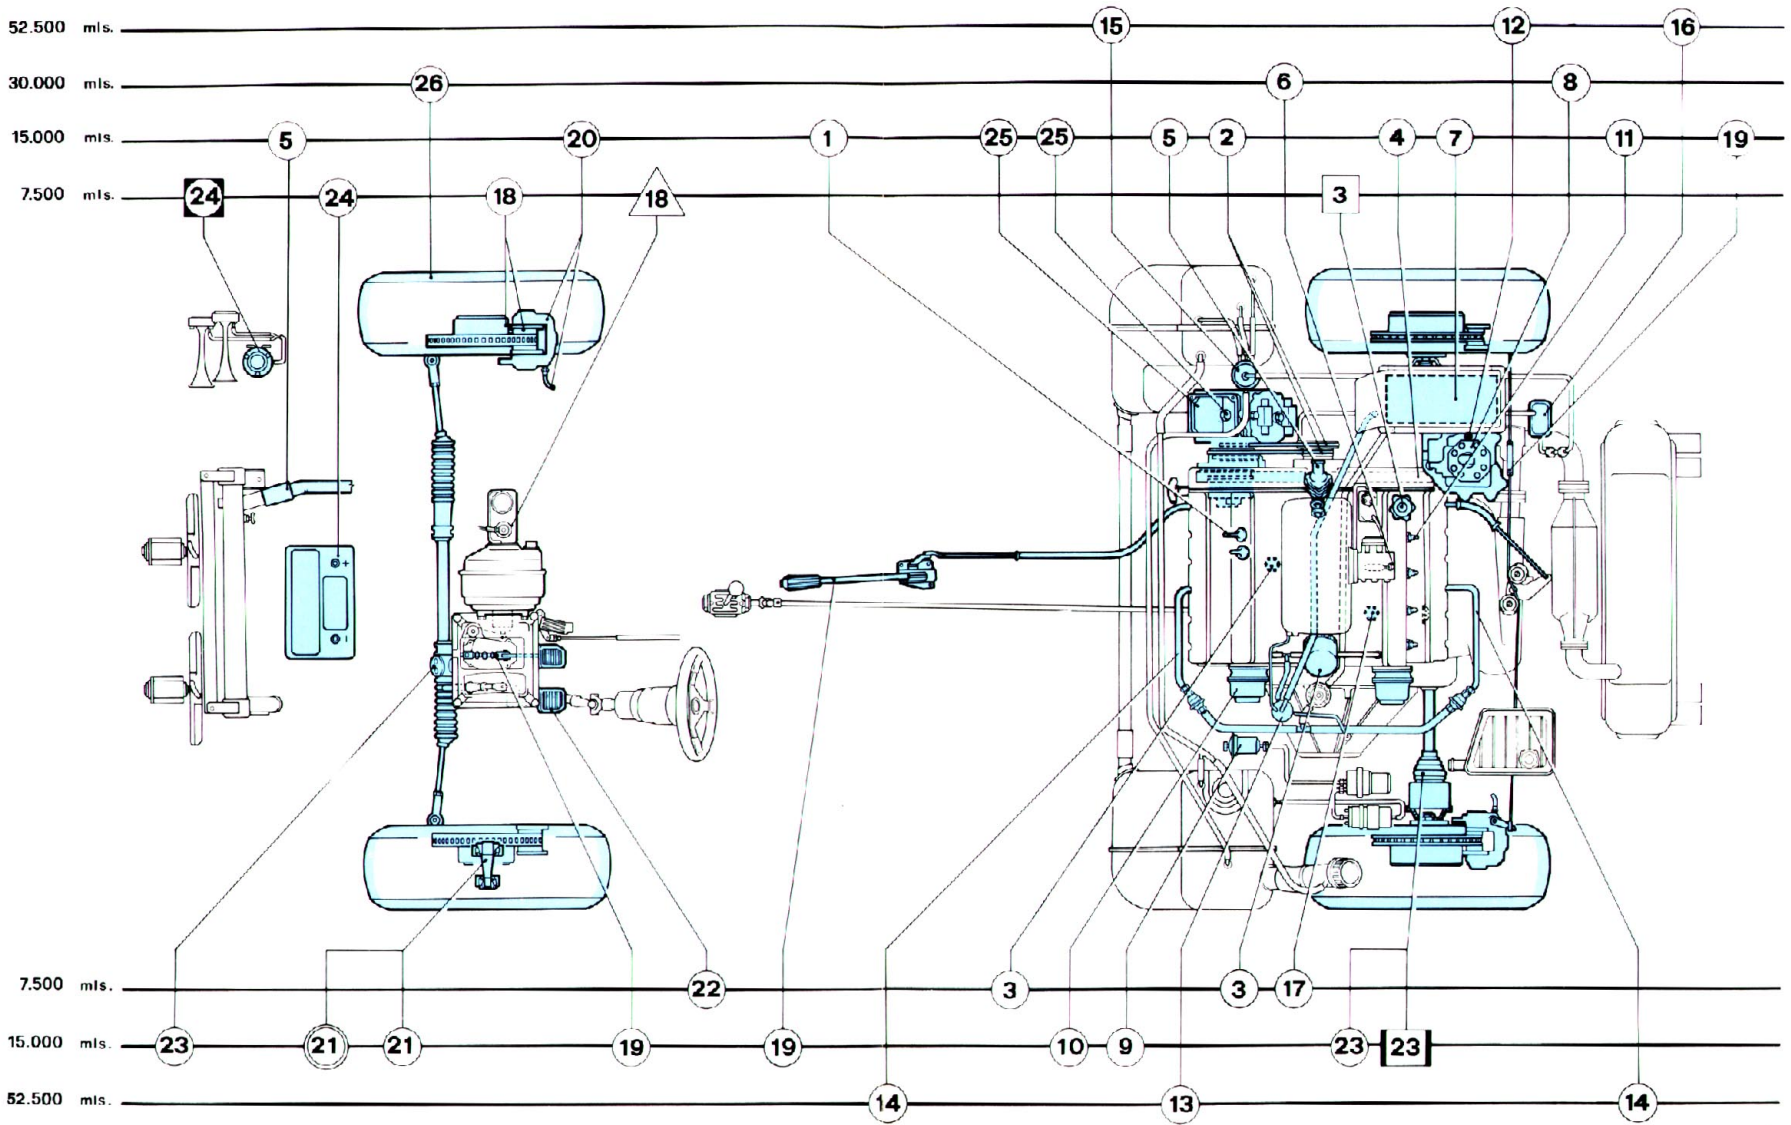 52.500 mls. 15 12 16
30.000 mls. 26 6 8
15.000 mls. 5 20 1 25 25 5 2 4 7 11 19
7.500 mls. 24 24 18 18 3
+
-
7.500 mls. 22 3 3 17
15.000 mls. 23 21 21 19 19 10 9 23 23
52.500 mls. 14 13 14